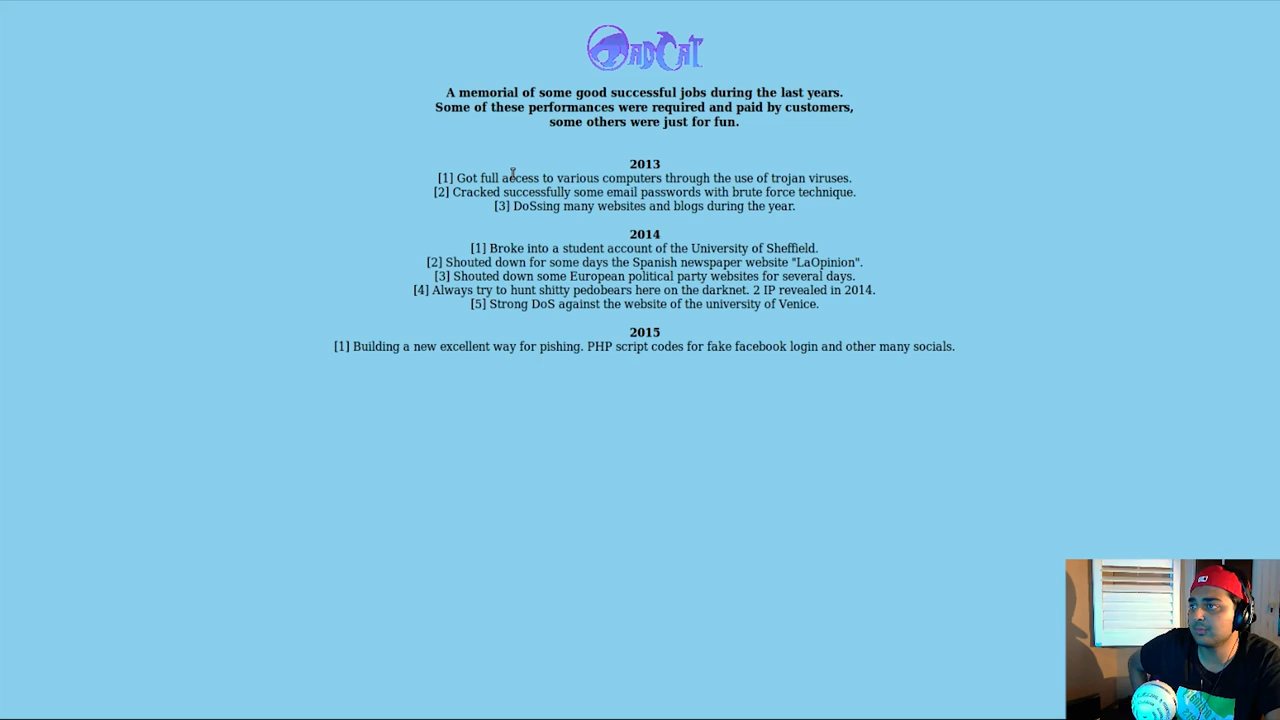 MadCat
A memorial of some good successful jobs during the last years.
Some of these performances were required and paid by customers,
some others were just for fun.
2013
[1] Got full access to various computers through the use of trojan viruses.
[2] Cracked successfully some email passwords with brute force technique.
[3] DoSsing many websites and blogs during the year.
2014
[1] Broke into a student account of the University of Sheffield.
[2] Shouted down for some days the Spanish newspaper website "LaOpinion".
[3] Shouted down some European political party websites for several days.
[4] Always try to hunt shitty pedobears here on the darknet. 2 IP revealed in 2014.
[5] Strong DoS against the website of the university of Venice.
2015
[1] Building a new excellent way for pishing. PHP script codes for fake facebook login and other many socials.